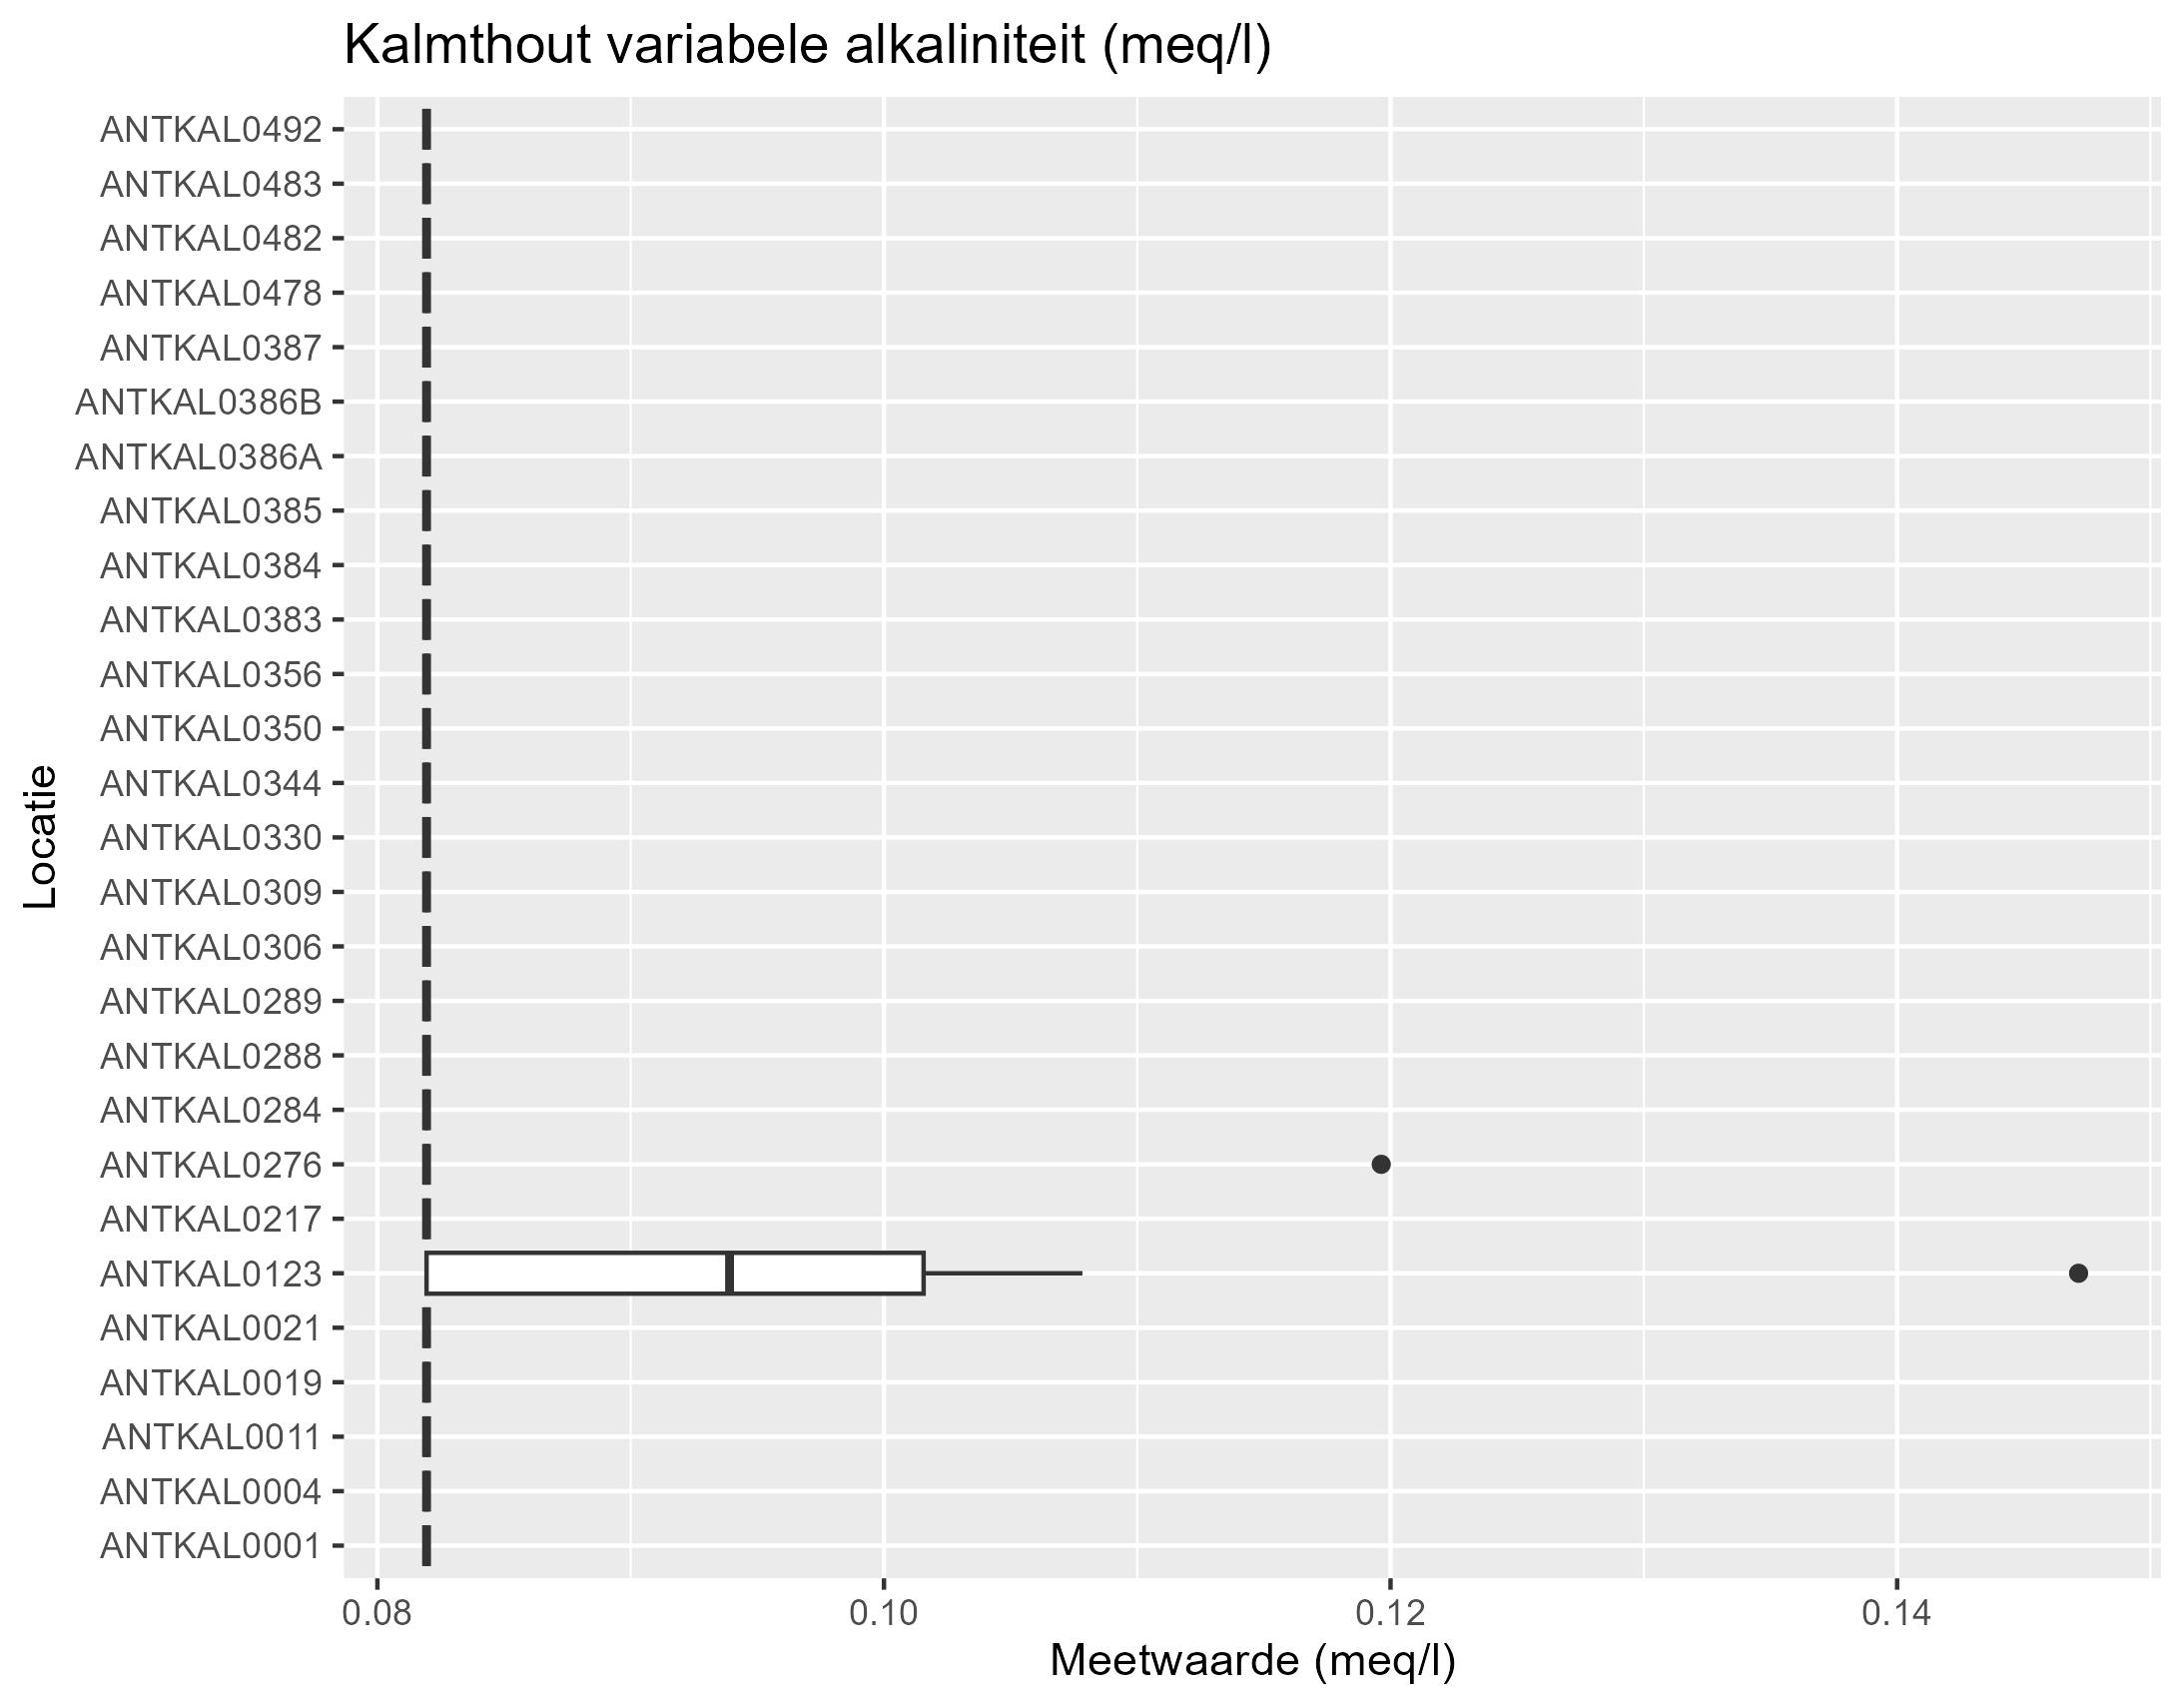 Kalmthout variabele alkaliniteit (meq/l)
ANTKAL0492
ANTKAL0483
ANTKAL0482
ANTKAL0478
ANTKAL0387
ANTKAL0386B
ANTKAL0386A
ANTKAL0385
ANTKAL0384
ANTKAL0383
ANTKAL0356
ANTKAL0350
ANTKAL0344
ANTKAL0330
ANTKAL0309
ANTKAL0306
ANTKAL0289
ANTKAL0288
ANTKAL0284
ANTKAL0276
ANTKAL0217
ANTKAL0123
ANTKAL0021
ANTKAL0019
ANTKAL0011
ANTKAL0004
ANTKAL0001
Locatie
0.08 0.10 0.12 0.14
Meetwaarde (meq/l)